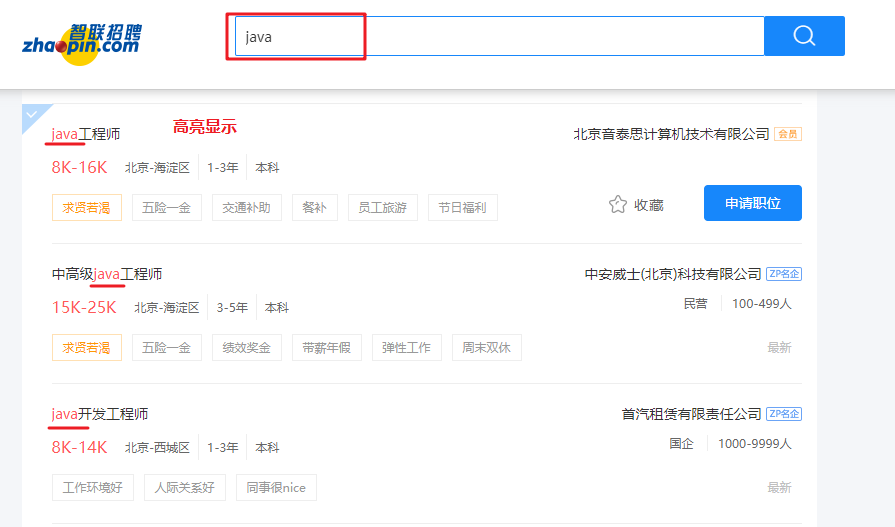 智联招聘
zhaopin.com
java
java工程师
高亮显示
北京音泰思计算机技术有限公司 会员
8K-16K 北京-海淀区 1-3年 本科
求贤若渴 五险一金 交通补助 餐补 员工旅游 节日福利
收藏 申请职位
中高级java工程师 中安威士(北京)科技有限公司 ZP名企
15K-25K 北京-海淀区 3-5年 本科 民营 100-499人
求贤若渴 五险一金 绩效奖金 带薪年假 弹性工作 周末双休 最新
java开发工程师 首汽租赁有限责任公司 ZP名企
8K-14K 北京-西城区 1-3年 本科 国企 1000-9999人
工作环境好 人际关系好 同事很nice 最新